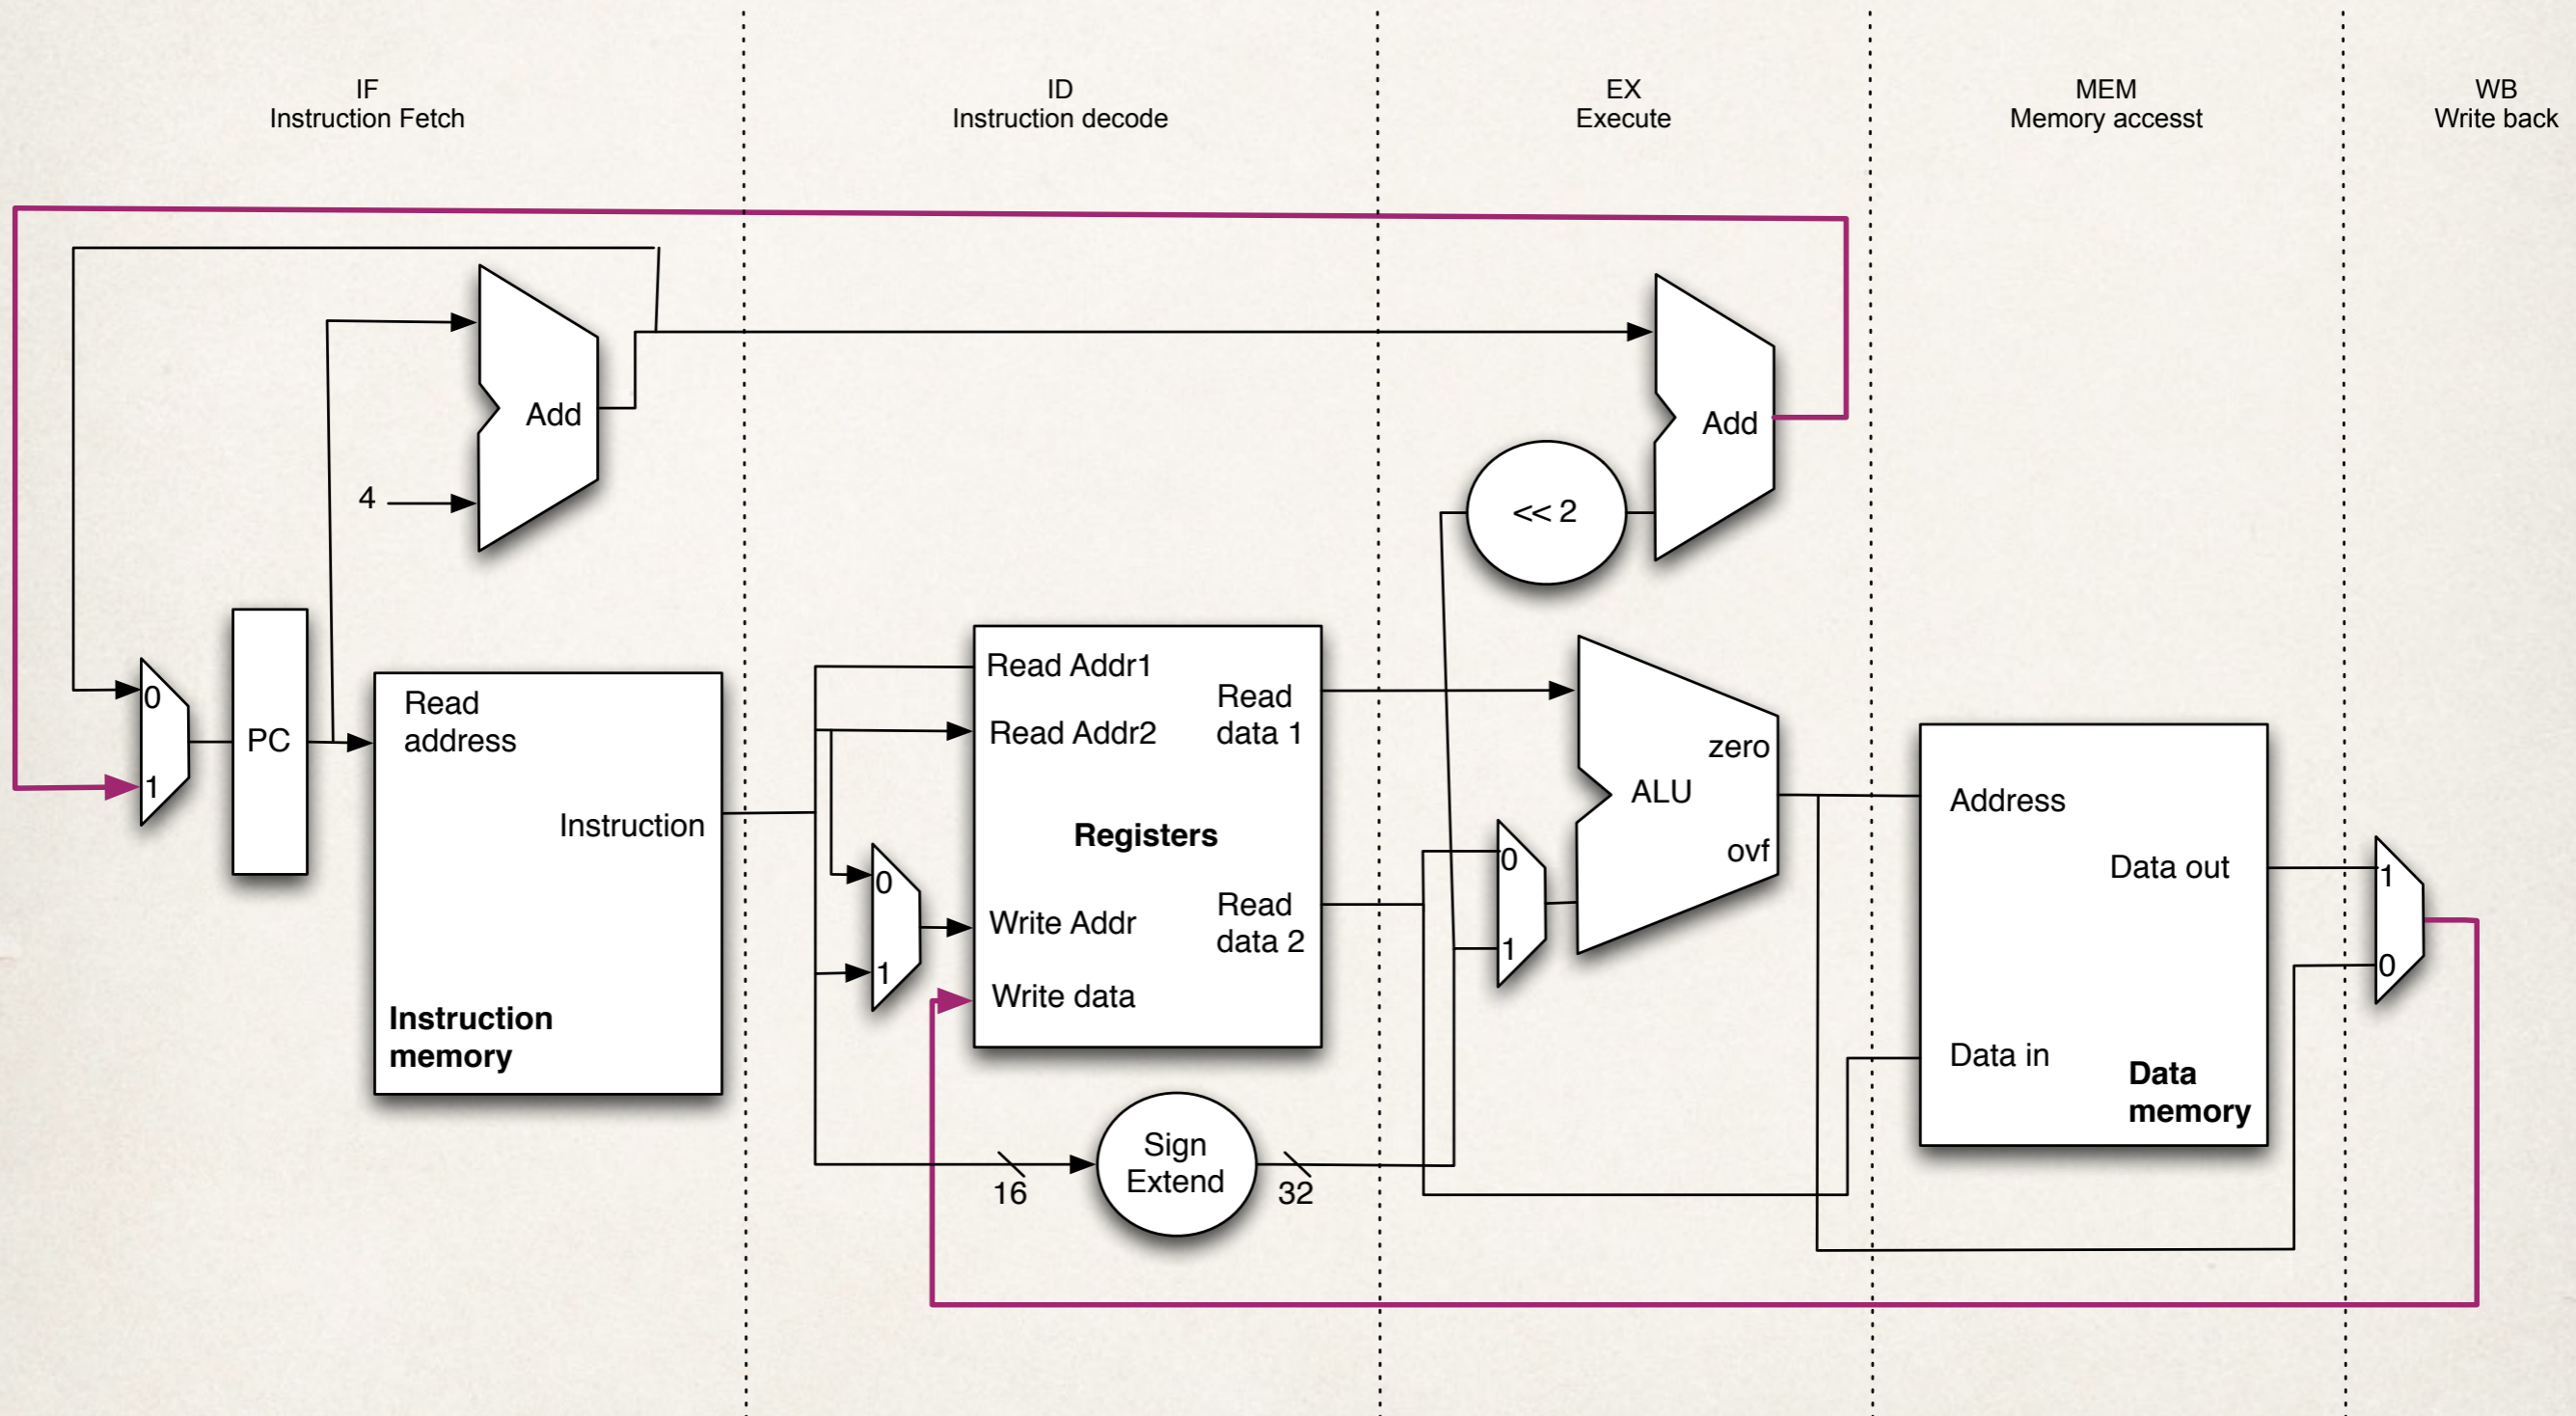 IF
Instruction Fetch
ID
Instruction decode
EX
Execute
MEM
Memory accesst
WB
Write back
Add
4
0
1
PC
Read
address
Instruction
Instruction
memory
Read Addr1
Read Addr2
Read
data 1
Registers
0
1
Write Addr
Write data
Read
data 2
16
Sign
Extend
32
Add
<< 2
zero
ALU
ovf
0
1
Address
Data out
Data in
Data
memory
1
0